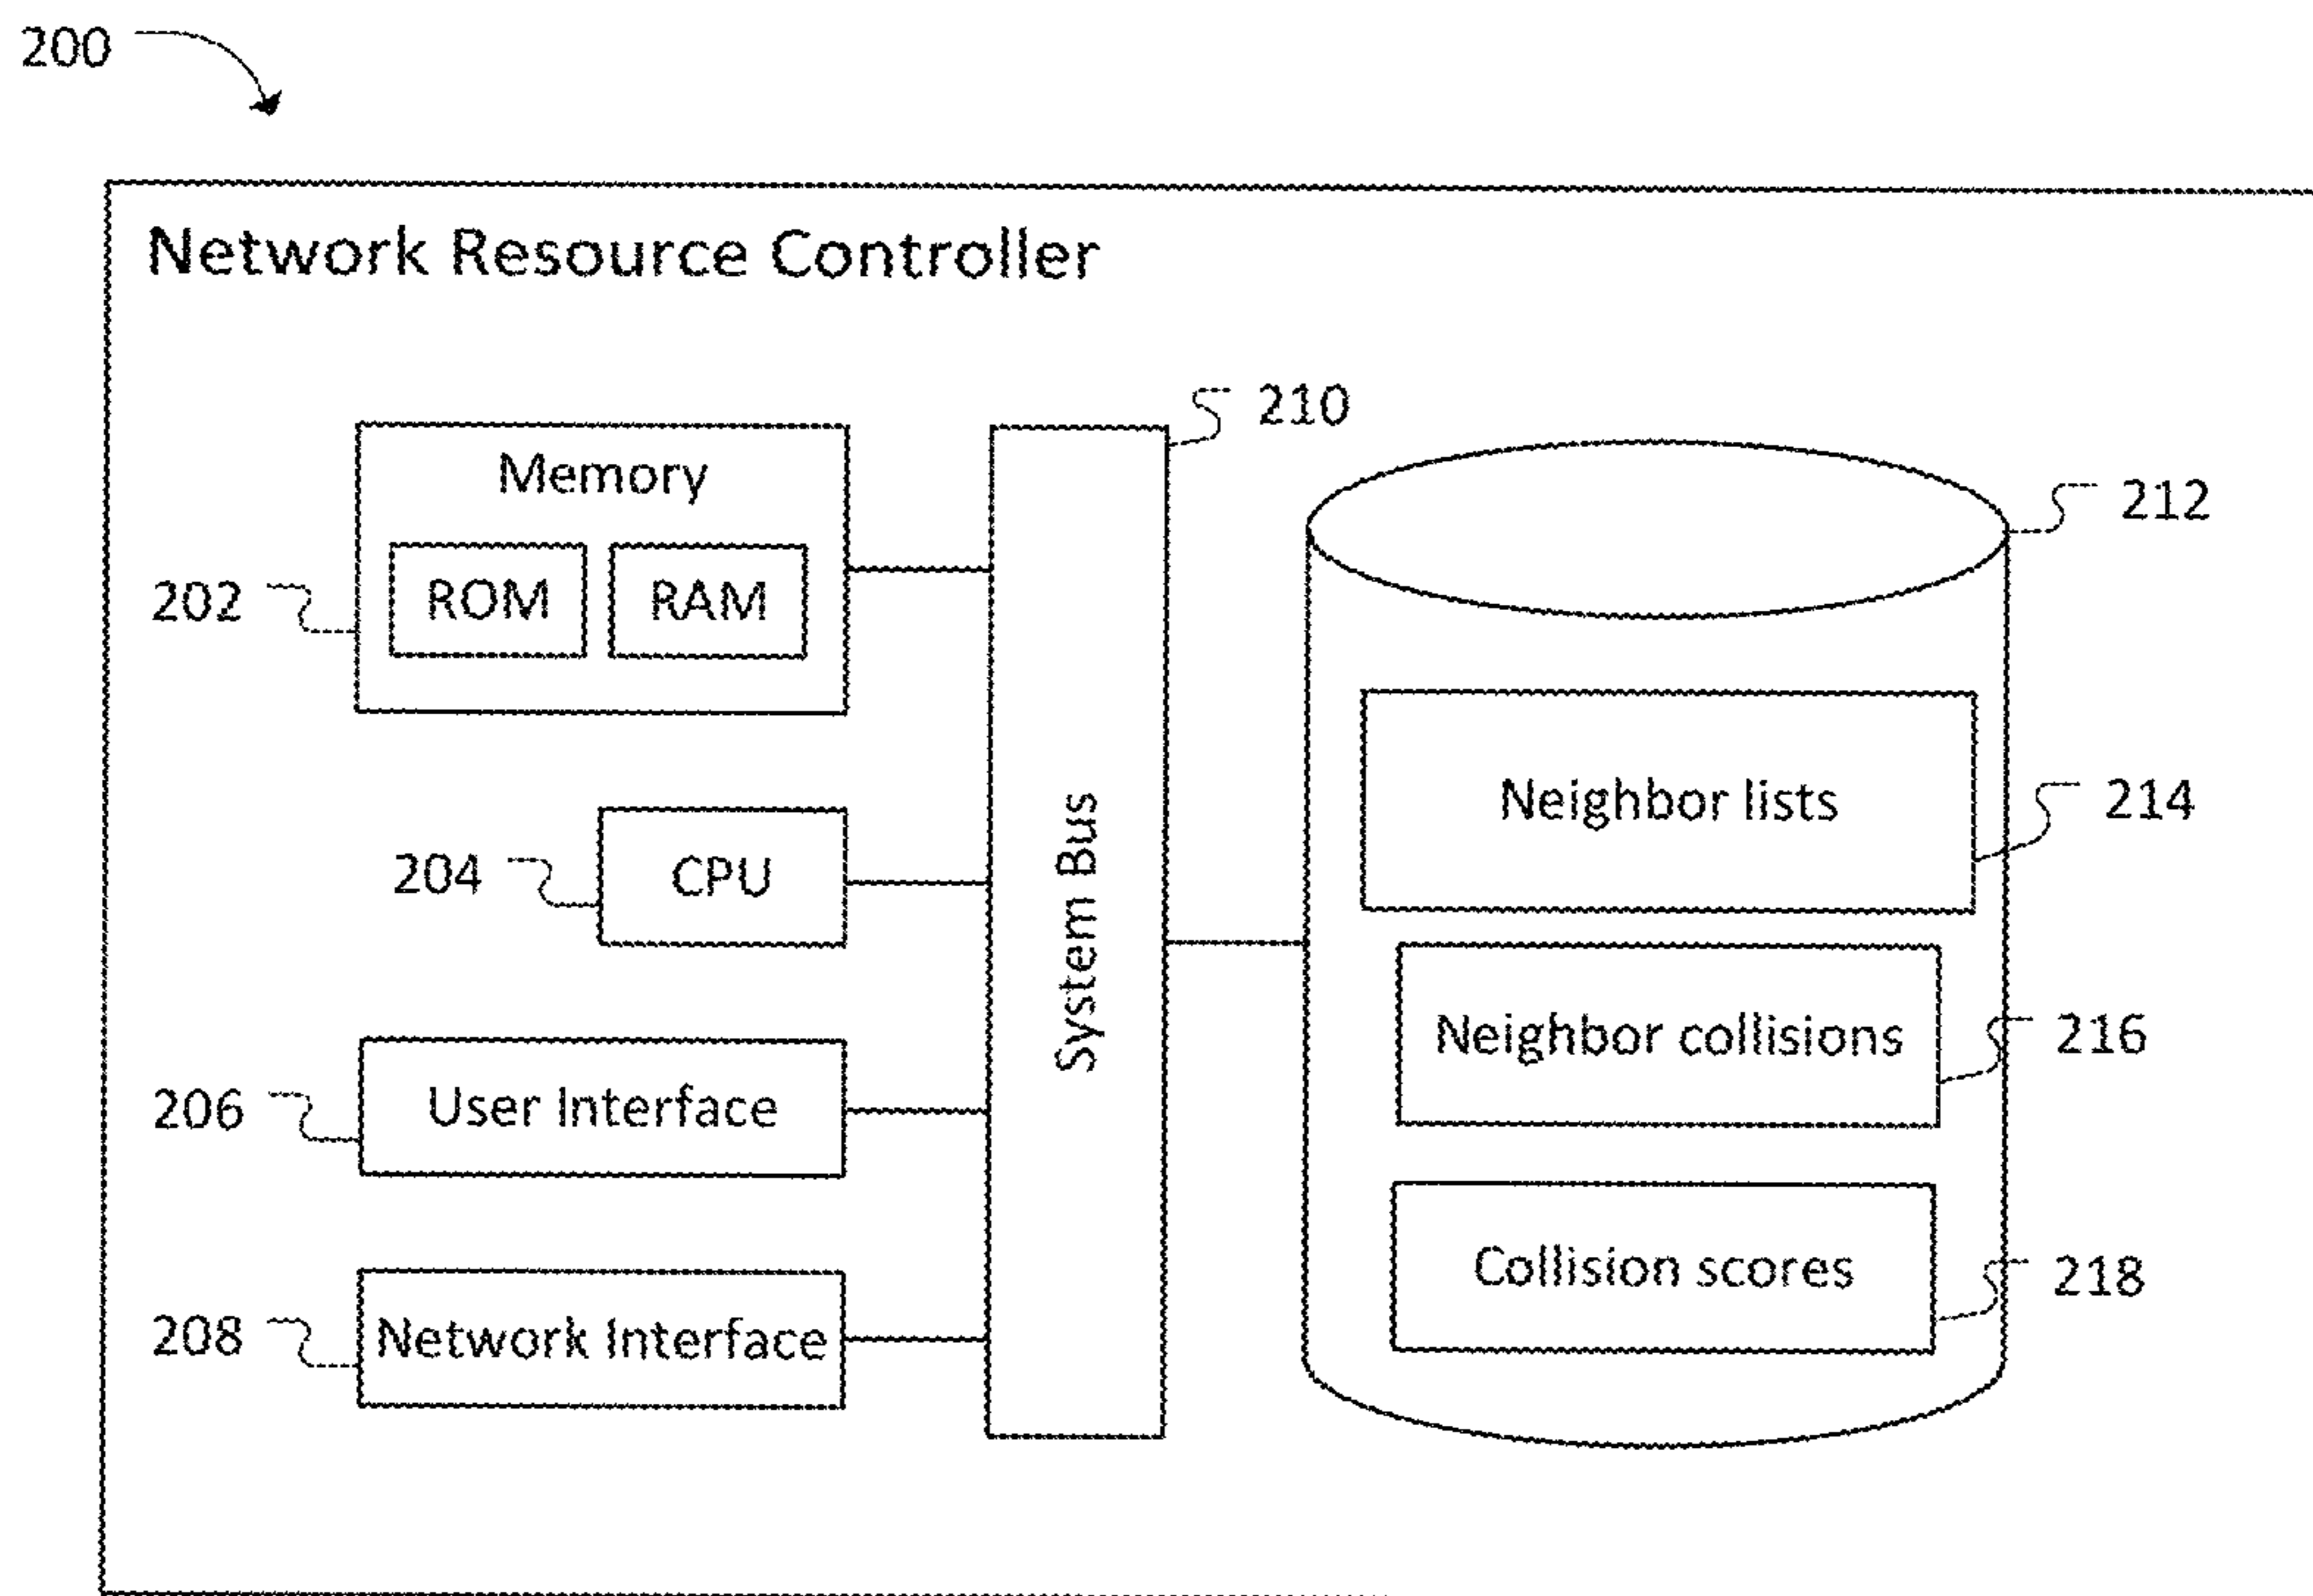 200
Network Resource Controller
210
Memory
212
202
ROM
RAM
Neighbor lists
214
204
CPU
System Bus
Neighbor collisions
216
206
User Interface
Collision scores
218
208
Network Interface